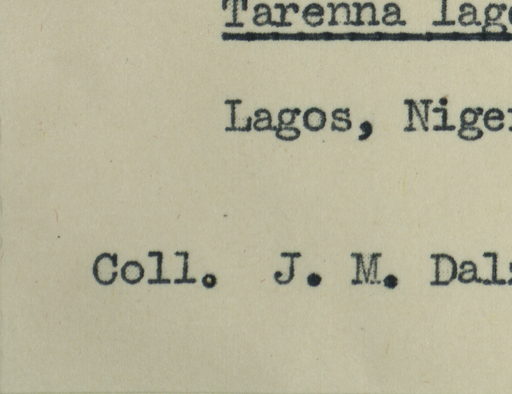 Tarenna lag
Lagos, Nige
Coll. J. M. Dal